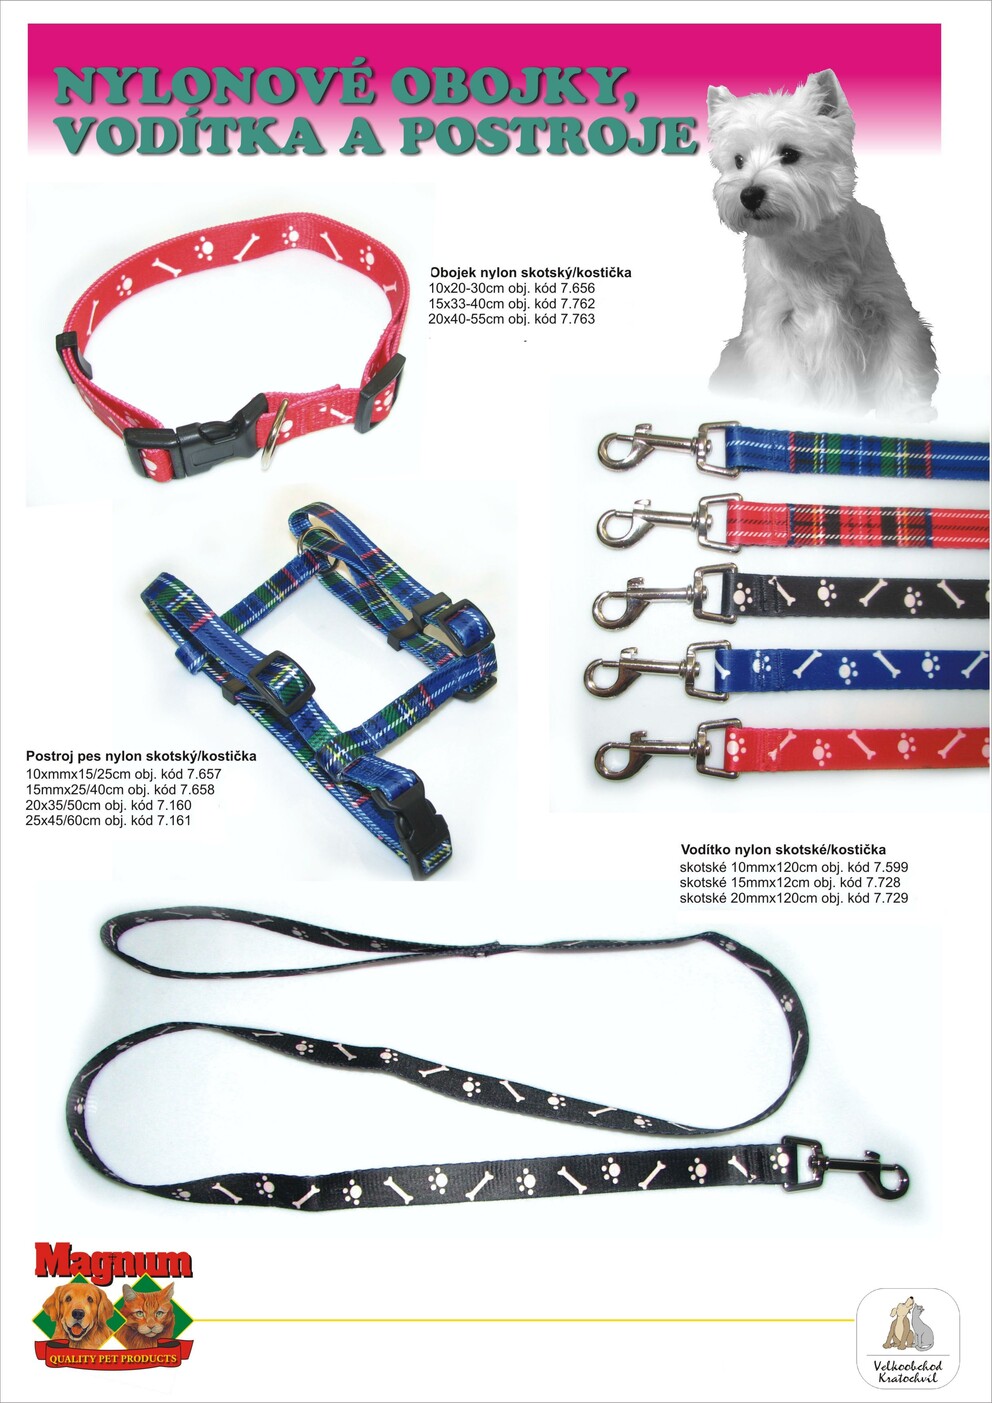 NYLONOVÉ OBOJKY,
VODÍTKA A POSTROJE
Obojek nylon skotský/kostička
10x20-30cm obj. kód 7.656
15x33-40cm obj. kód 7.762
20x40-55cm obj. kód 7.763
Postroj pes nylon skotský/kostička
10xmmx15/25cm obj. kód 7.657
15mmx25/40cm obj. kód 7.658
20x35/50cm obj. kód 7.160
25x45/60cm obj. kód 7.161
Vodítko nylon skotské/kostička
skotské 10mmx120cm obj. kód 7.599
skotské 15mmx12cm obj. kód 7.728
skotské 20mmx120cm obj. kód 7.729
Magnum
QUALITY PET PRODUCTS
Velkoobchod
Kratochvíl